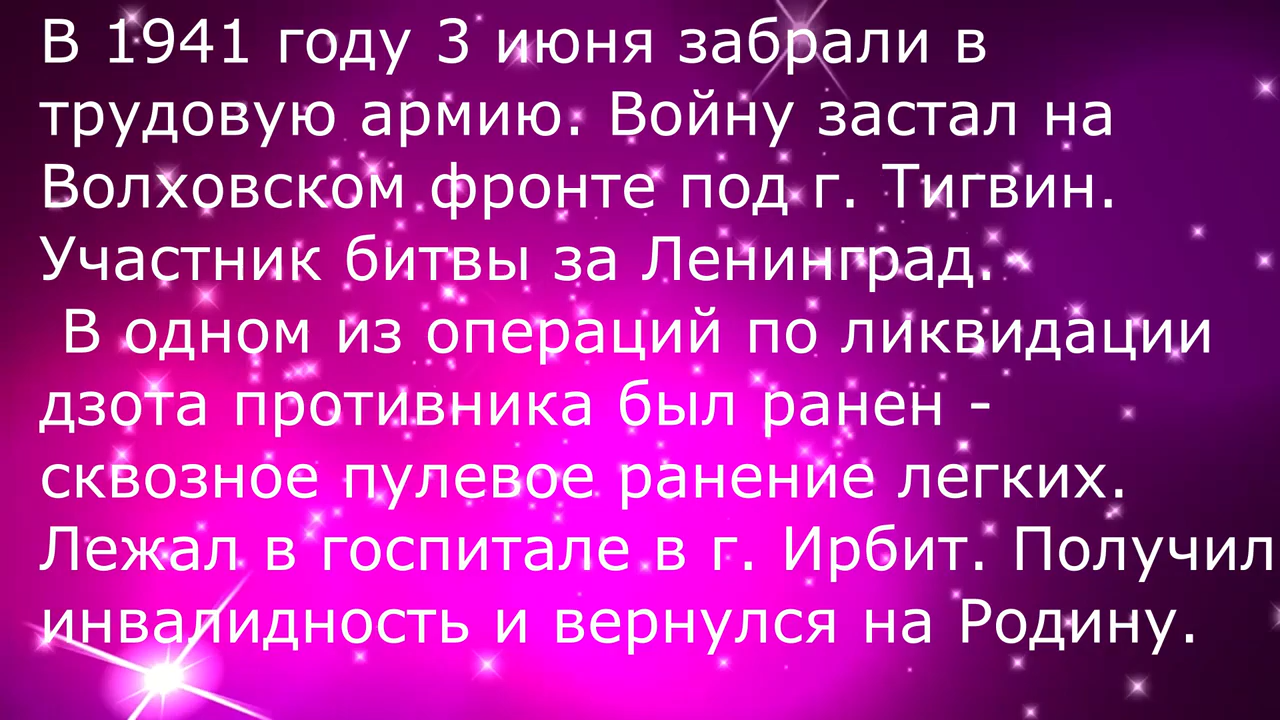 В 1941 году 3 июня забрали в
трудовую армию. Войну застал на
Волховском фронте под г. Тигвин.
Участник битвы за Ленинград.
В одном из операций по ликвидации
дзота противника был ранен -
сквозное пулевое ранение легких.
Лежал в госпитале в г. Ирбит. Получил
инвалидность и вернулся на Родину.